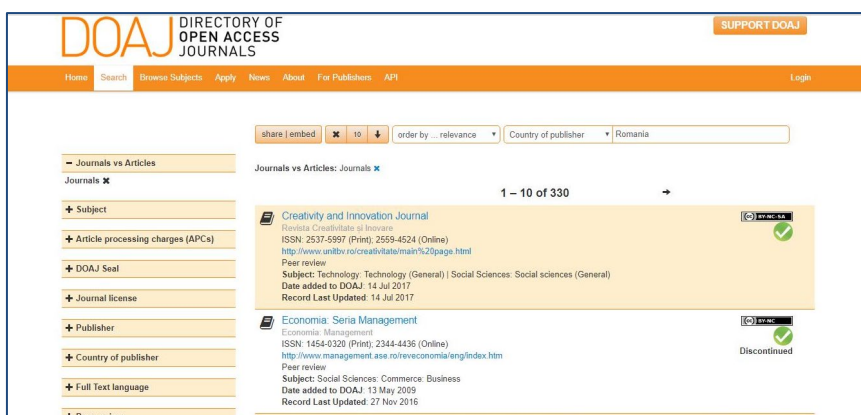 DOAJ
DIRECTORY OF
OPEN ACCESS
JOURNALS
SUPPORT DOAJ
Home Search Browse Subjects Apply News About For Publishers API Login
share | embed 10 order by ... relevance Country of publisher Romania
Journals vs Articles
Journals
Subject
Article processing charges (APCs)
DOAJ Seal
Journal license
Publisher
Country of publisher
Full Text language
Journals vs Articles: Journals
1 – 10 of 330
Creativity and Innovation Journal
Revista Creativitate și Inovare
ISSN: 2537-5997 (Print); 2559-4524 (Online)
http://www.unitbv.ro/creativitate/main%20page.html
Peer review
Subject: Technology: Technology (General) | Social Sciences: Social sciences (General)
Date added to DOAJ: 14 Jul 2017
Record Last Updated: 14 Jul 2017
(cc) BY-NC-SA
Economia: Seria Management
Economia: Management
ISSN: 1454-0320 (Print); 2344-4436 (Online)
http://www.management.ase.ro/reveconomia/eng/index.htm
Peer review
Subject: Social Sciences: Commerce: Business
Date added to DOAJ: 13 May 2009
Record Last Updated: 27 Nov 2016
(cc) BY-NC
Discontinued